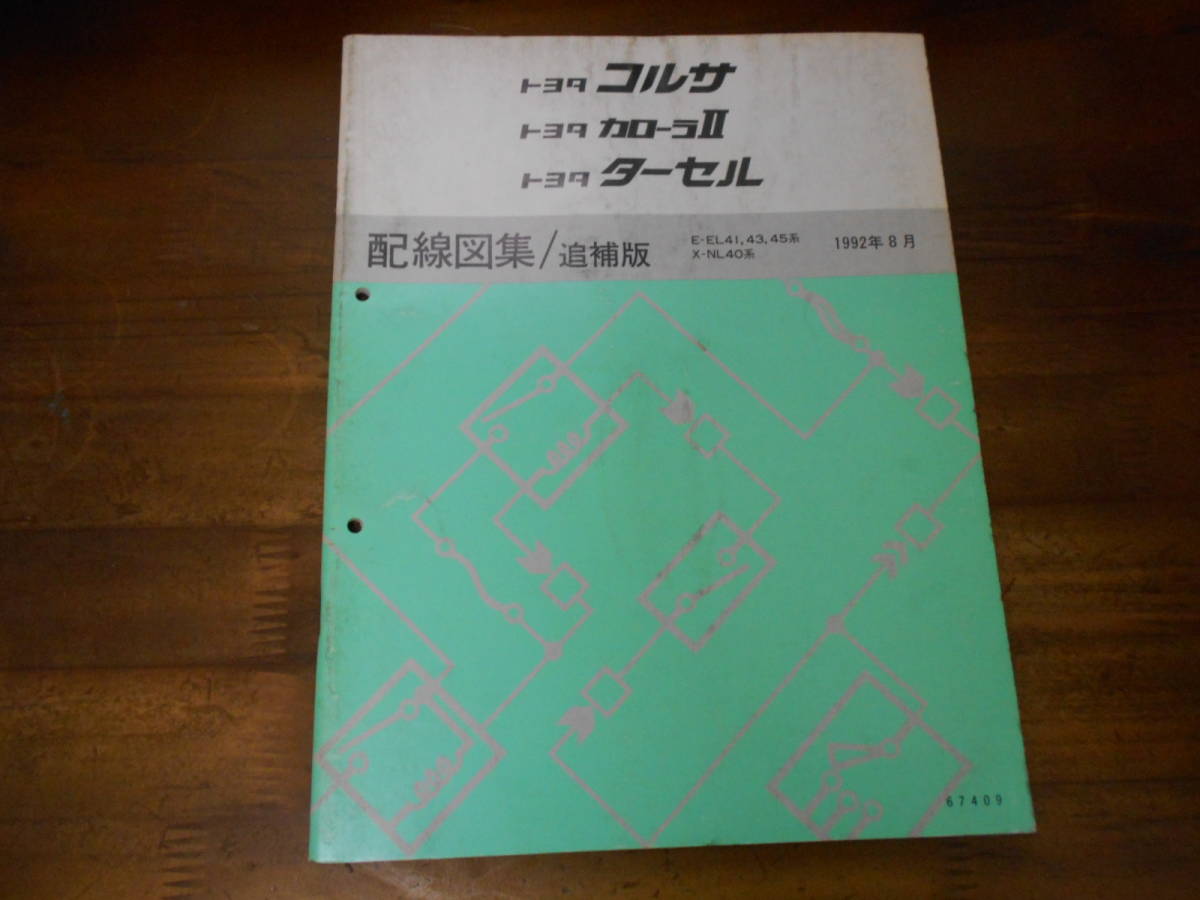 トヨタ コルサ
トヨタ カローラII
トヨタ ターセル
配線図集/追補版
E-EL41,43,45系
X-NL40系
1992年8月
67409